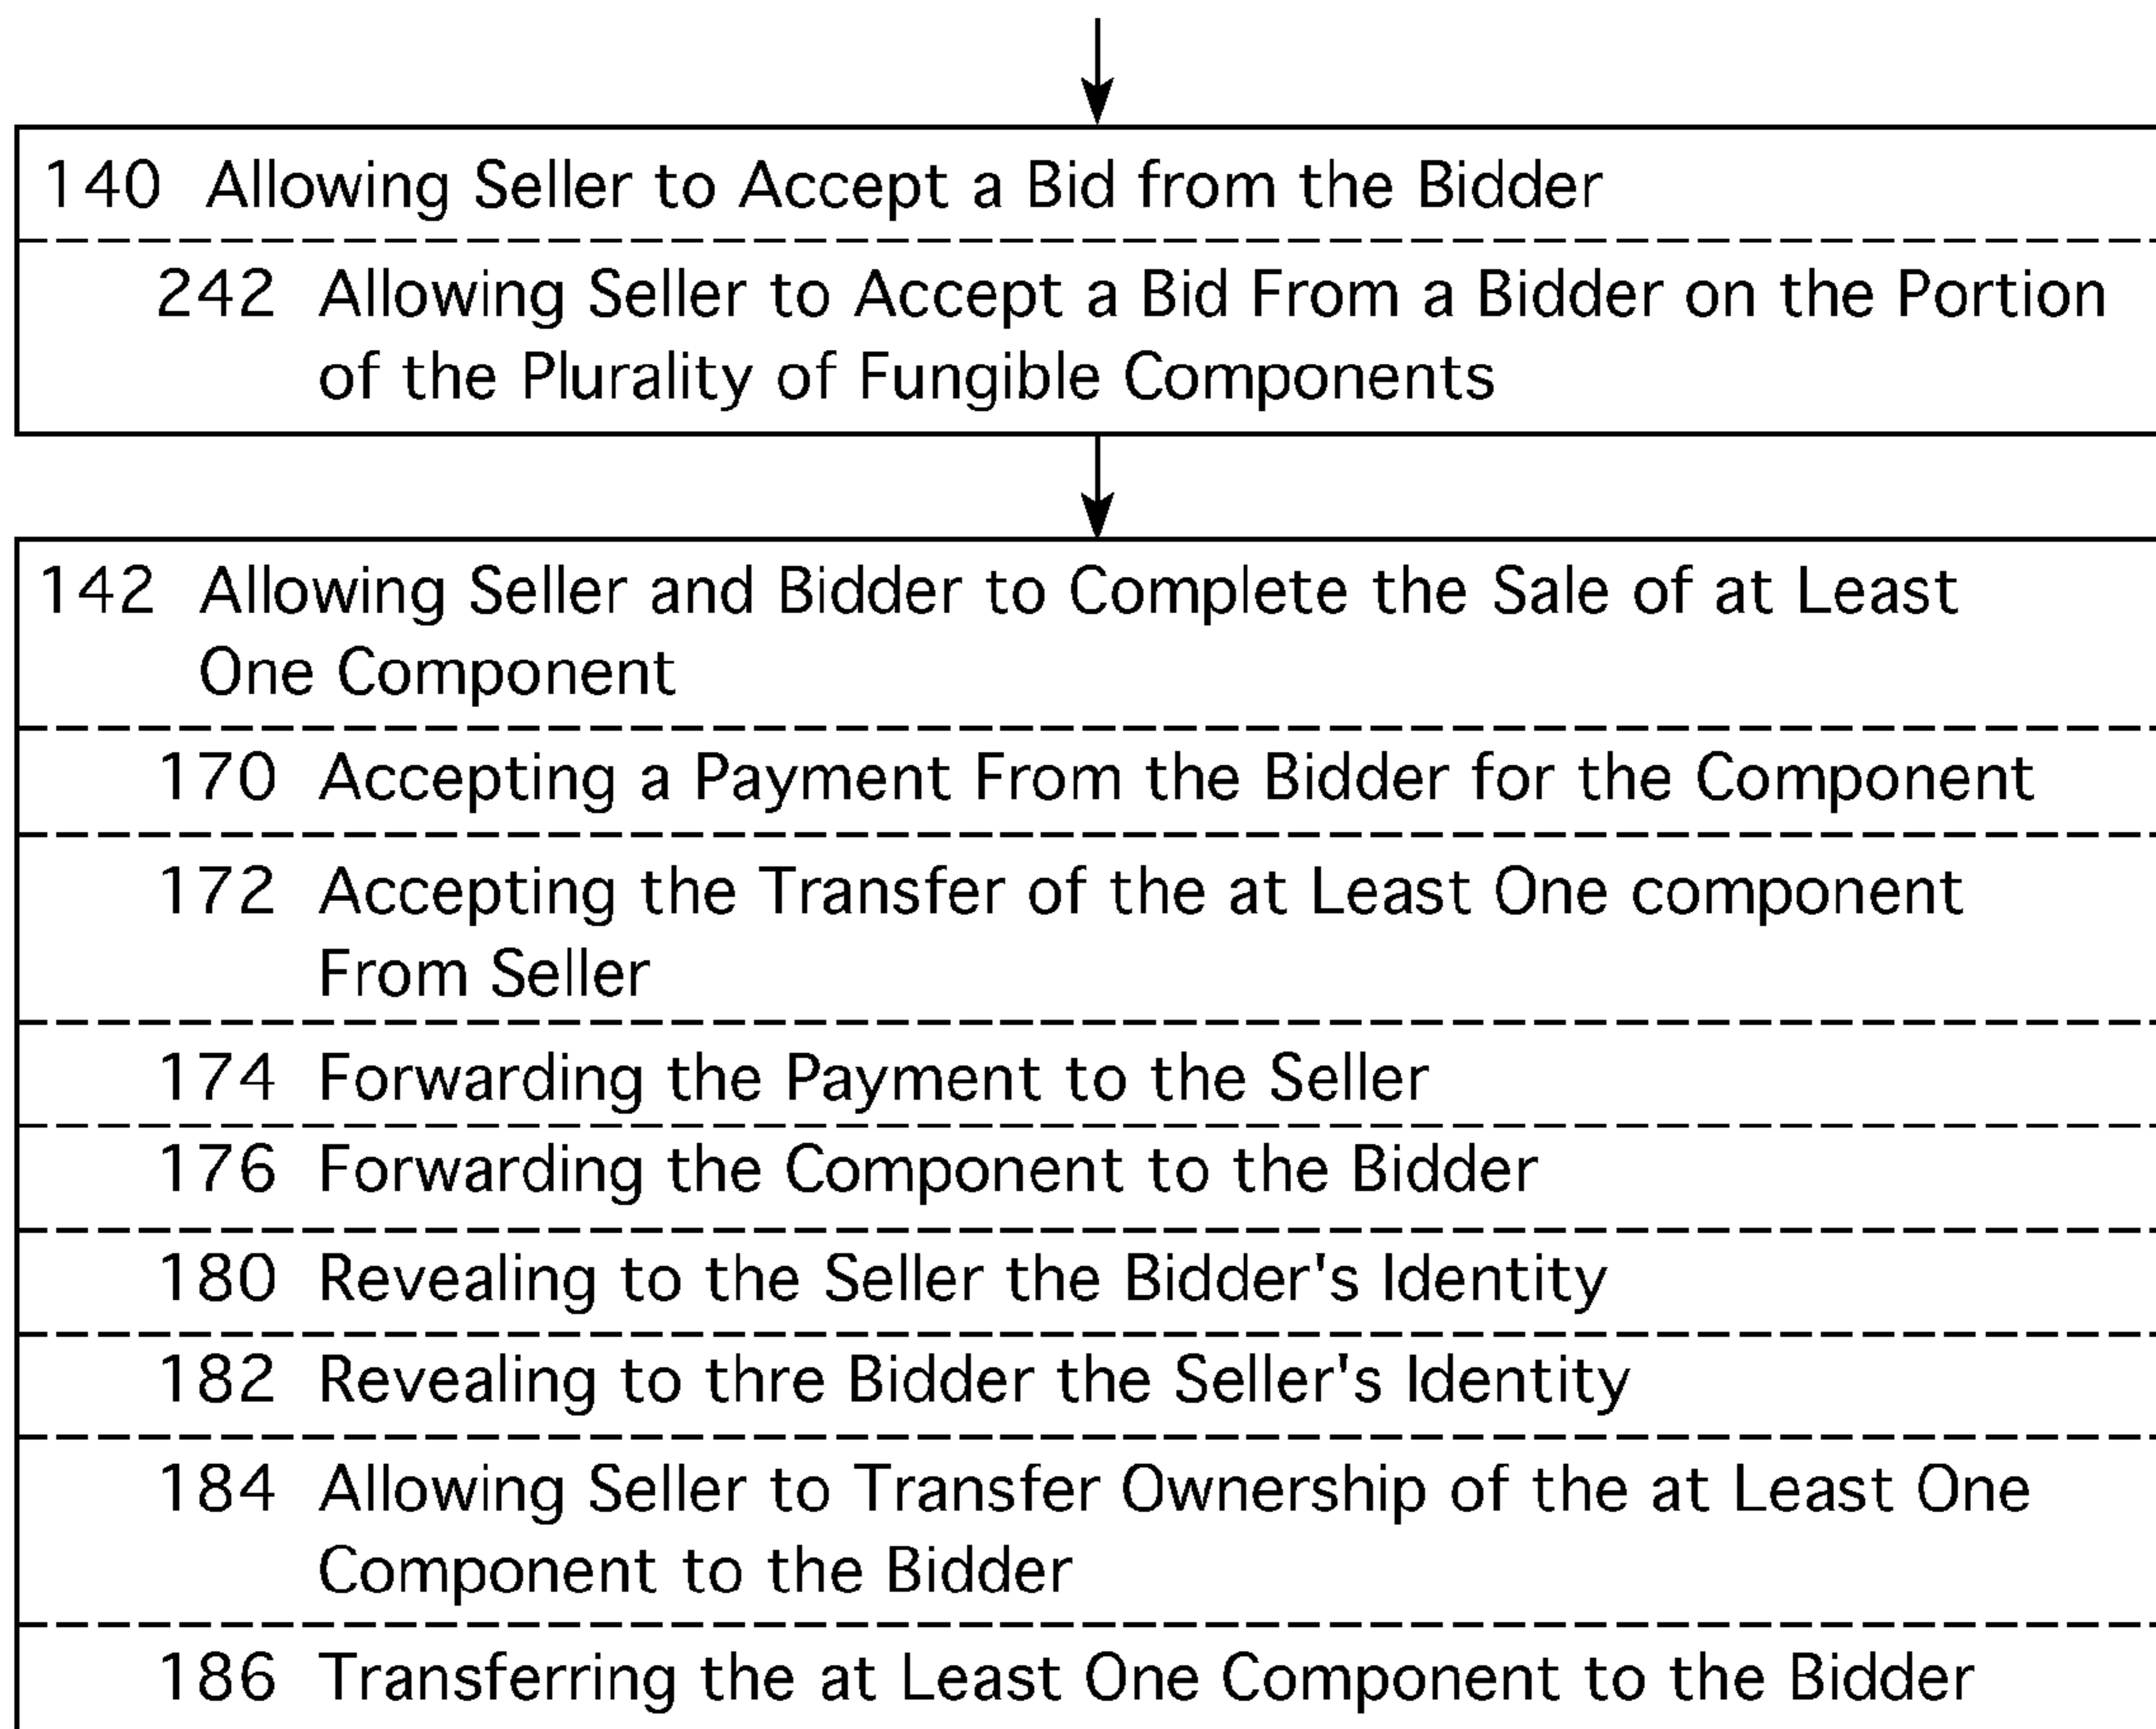 140 Allowing Seller to Accept a Bid from the Bidder
242 Allowing Seller to Accept a Bid From a Bidder on the Portion
of the Plurality of Fungible Components
142 Allowing Seller and Bidder to Complete the Sale of at Least
One Component
170 Accepting a Payment From the Bidder for the Component
172 Accepting the Transfer of the at Least One component
From Seller
174 Forwarding the Payment to the Seller
176 Forwarding the Component to the Bidder
180 Revealing to the Seller the Bidder's Identity
182 Revealing to thre Bidder the Seller's Identity
184 Allowing Seller to Transfer Ownership of the at Least One
Component to the Bidder
186 Transferring the at Least One Component to the Bidder